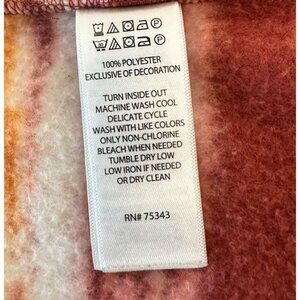 100% POLYESTER
EXCLUSIVE OF DECORATION
TURN INSIDE OUT
MACHINE WASH COOL
DELICATE CYCLE
WASH WITH LIKE COLORS
ONLY NON-CHLORINE
BLEACH WHEN NEEDED
TUMBLE DRY LOW
LOW IRON IF NEEDED
OR DRY CLEAN
RN# 75343